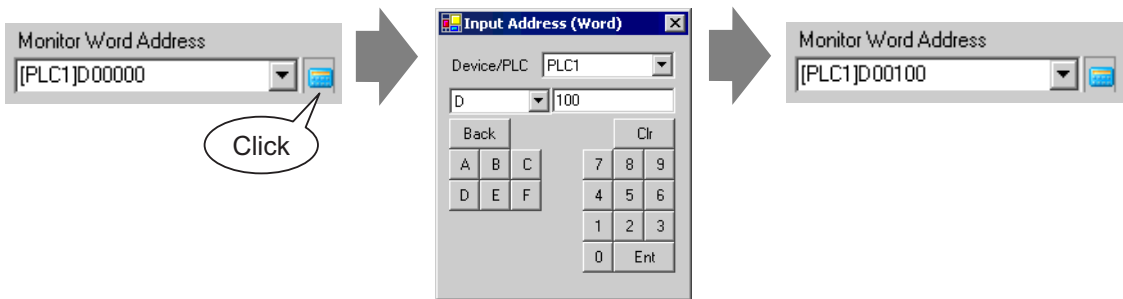 Monitor Word Address
[PLC1]D00000
Click
Input Address (Word)
Device/PLC PLC1
D 100
Back Clr
A B C 7 8 9
D E F 4 5 6
1 2 3
0 Ent
Monitor Word Address
[PLC1]D00100